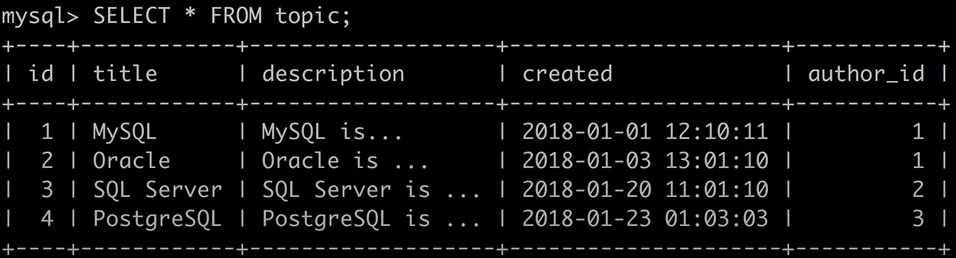 mysql> SELECT * FROM topic;
+----+------------+-------------------+---------------------+-----------+
| id | title      | description       | created             | author_id |
+----+------------+-------------------+---------------------+-----------+
|  1 | MySQL      | MySQL is...       | 2018-01-01 12:10:11 |         1 |
|  2 | Oracle     | Oracle is ...     | 2018-01-03 13:01:10 |         1 |
|  3 | SQL Server | SQL Server is ... | 2018-01-20 11:01:10 |         2 |
|  4 | PostgreSQL | PostgreSQL is ... | 2018-01-23 01:03:03 |         3 |
+----+------------+-------------------+---------------------+-----------+